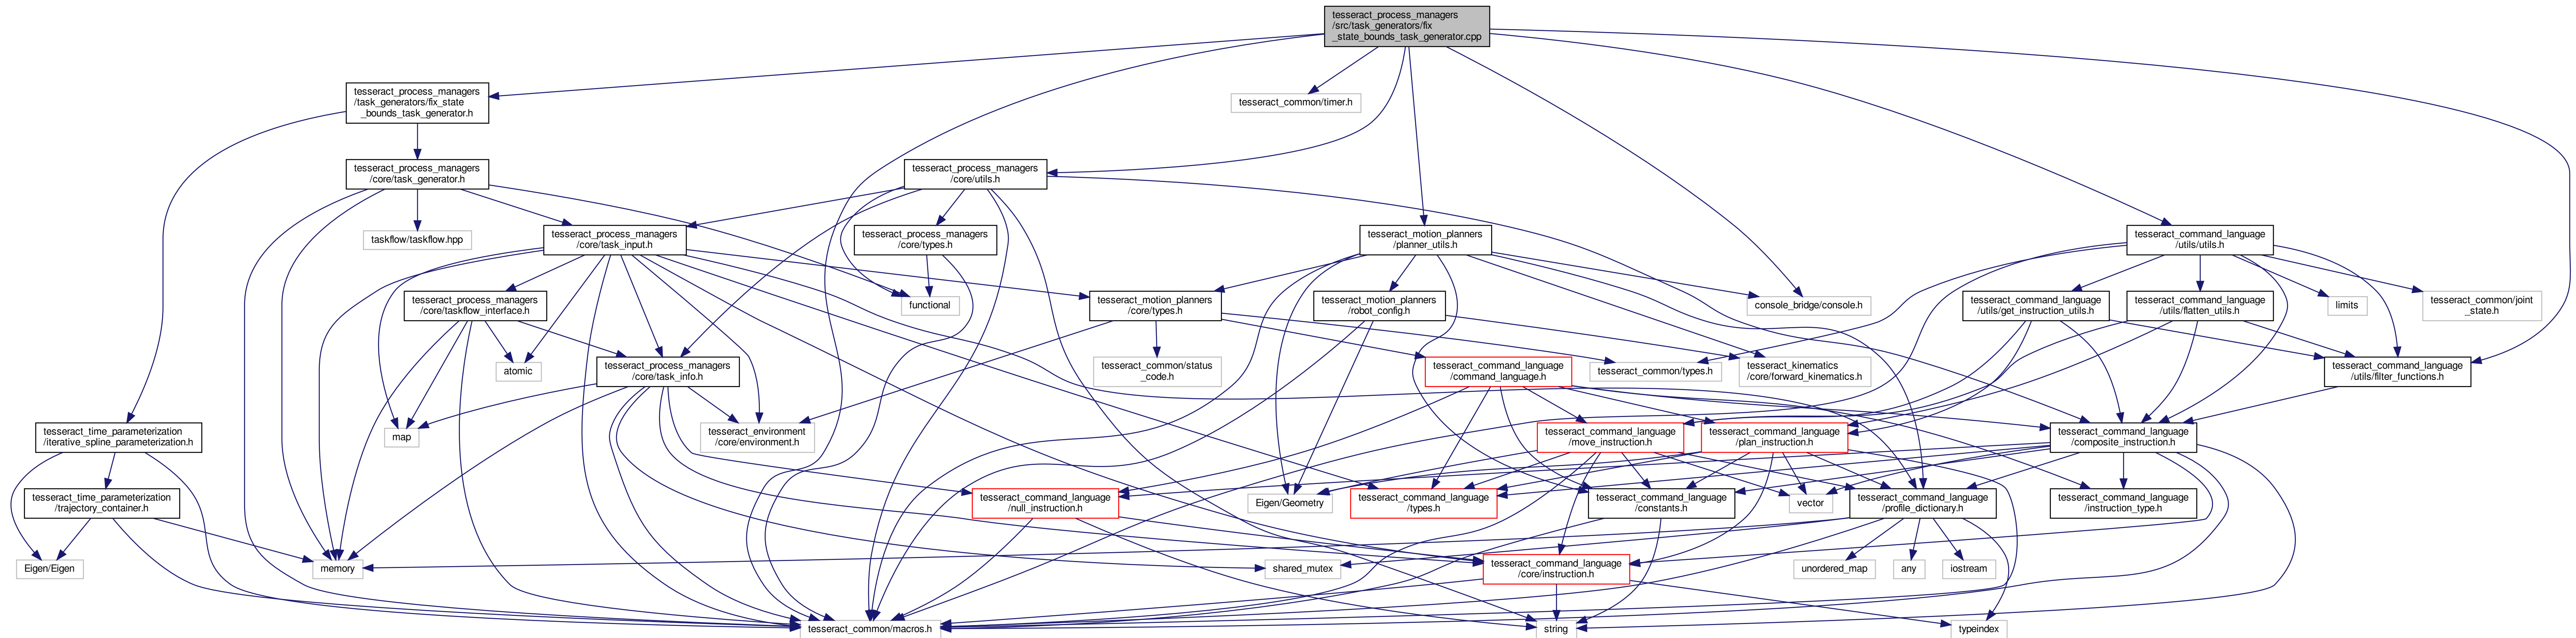 tesseract_process_managers
/src/task_generators/fix
_state_bounds_task_generator.cpp
tesseract_process_managers
/task_generators/fix_state
_bounds_task_generator.h
tesseract_common/timer.h
tesseract_process_managers
/core/task_generator.h
tesseract_process_managers
/core/utils.h
taskflow/taskflow.hpp
tesseract_process_managers
/core/task_input.h
tesseract_process_managers
/core/types.h
tesseract_motion_planners
/planner_utils.h
tesseract_command_language
/utils/utils.h
tesseract_process_managers
/core/taskflow_interface.h
functional
tesseract_motion_planners
/core/types.h
tesseract_motion_planners
/robot_config.h
console_bridge/console.h
tesseract_command_language
/utils/get_instruction_utils.h
tesseract_command_language
/utils/flatten_utils.h
limits
tesseract_common/joint
_state.h
atomic
tesseract_process_managers
/core/task_info.h
tesseract_common/status
_code.h
tesseract_command_language
/command_language.h
tesseract_common/types.h
tesseract_kinematics
/core/forward_kinematics.h
tesseract_command_language
/utils/filter_functions.h
tesseract_time_parameterization
/iterative_spline_parameterization.h
map
tesseract_environment
/core/environment.h
tesseract_command_language
/move_instruction.h
tesseract_command_language
/plan_instruction.h
tesseract_command_language
/composite_instruction.h
tesseract_time_parameterization
/trajectory_container.h
tesseract_command_language
/null_instruction.h
Eigen/Geometry
tesseract_command_language
/types.h
tesseract_command_language
/constants.h
vector
tesseract_command_language
/profile_dictionary.h
tesseract_command_language
/instruction_type.h
Eigen/Eigen
memory
shared_mutex
tesseract_command_language
/core/instruction.h
unordered_map
any
iostream
tesseract_common/macros.h
string
typeindex